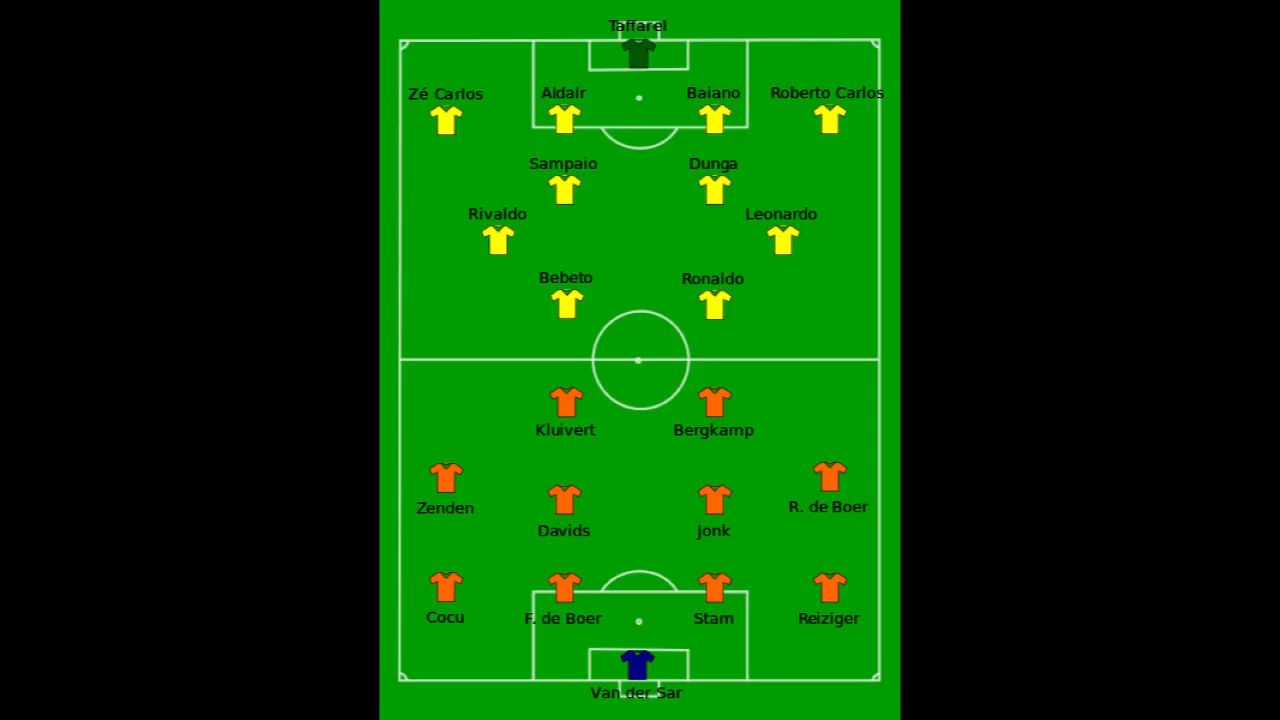 Taffarel
Zé Carlos
Aldair
Baiano
Roberto Carlos
Sampaio
Dunga
Rivaldo
Leonardo
Bebeto
Ronaldo
Kluivert
Bergkamp
Zenden
R. de Boer
Davids
Jonk
Cocu
F. de Boer
Stam
Reiziger
Van der Sar